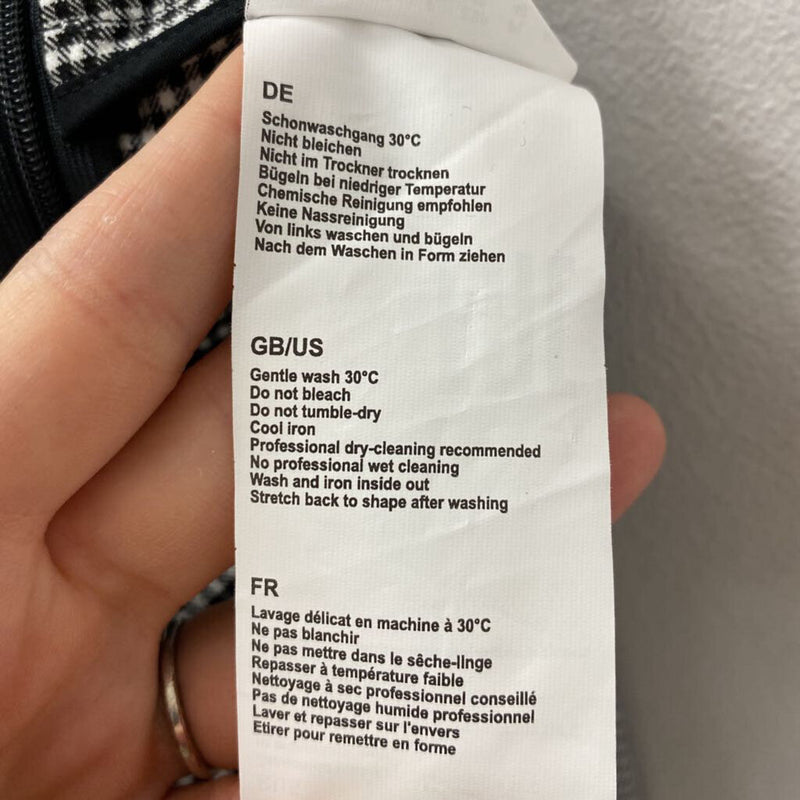 DE
Schonwaschgang 30°C
Nicht bleichen
Nicht im Trockner trocknen
Bügeln bei niedriger Temperatur
Chemische Reinigung empfohlen
Keine Nassreinigung
Von links waschen und bügeln
Nach dem Waschen in Form ziehen
GB/US
Gentle wash 30°C
Do not bleach
Do not tumble-dry
Cool iron
Professional dry-cleaning recommended
No professional wet cleaning
Wash and iron inside out
Stretch back to shape after washing
FR
Lavage délicat en machine à 30°C
Ne pas blanchir
Ne pas mettre dans le sêche-linge
Repasser à température faible
Nettoyage à sec professionnel conseillé
Pas de nettoyage humide professionnel
Laver et repasser sur l'envers
Etirer pour remettre en forme